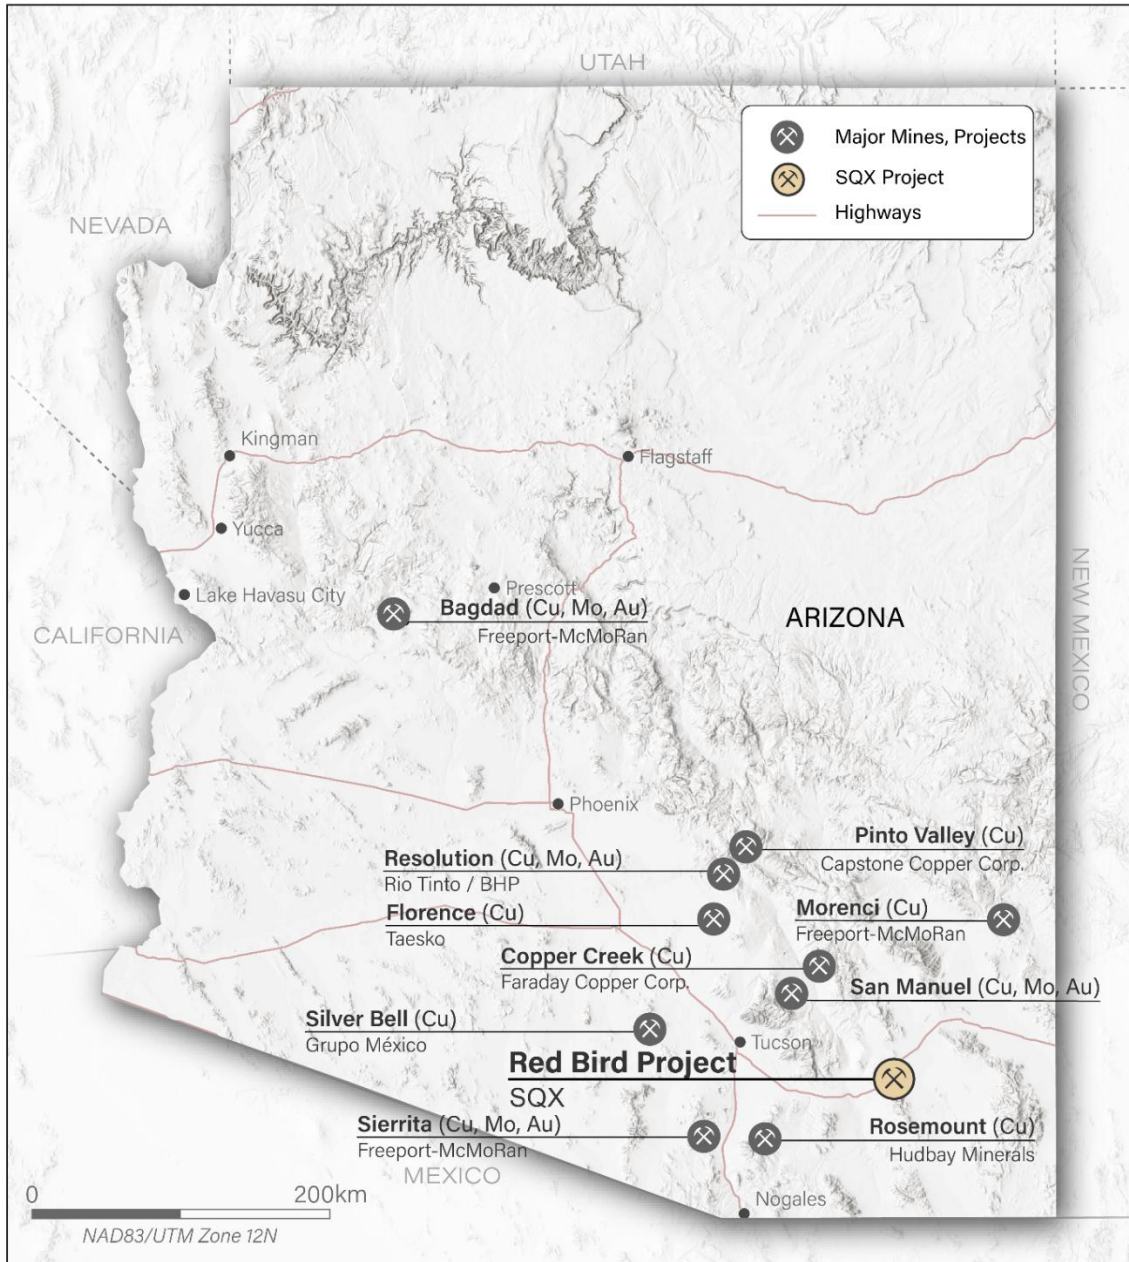 UTAH
Major Mines, Projects
SQX Project
Highways
NEVADA
Kingman
Flagstaff
Yucca
Lake Havasu City
Prescott
Bagdad (Cu, Mo, Au)
Freeport-McMoRan
ARIZONA
CALIFORNIA
NEW MEXICO
Phoenix
Pinto Valley (Cu)
Capstone Copper Corp.
Resolution (Cu, Mo, Au)
Rio Tinto / BHP
Florence (Cu)
Taesko
Morenci (Cu)
Freeport-McMoRan
Copper Creek (Cu)
Faraday Copper Corp.
San Manuel (Cu, Mo, Au)
Silver Bell (Cu)
Grupo México
Tucson
Red Bird Project
SQX
Sierrita (Cu, Mo, Au)
Freeport-McMoRan
Rosemount (Cu)
Hudbay Minerals
MEXICO
Nogales
0 200km
NAD83/UTM Zone 12N